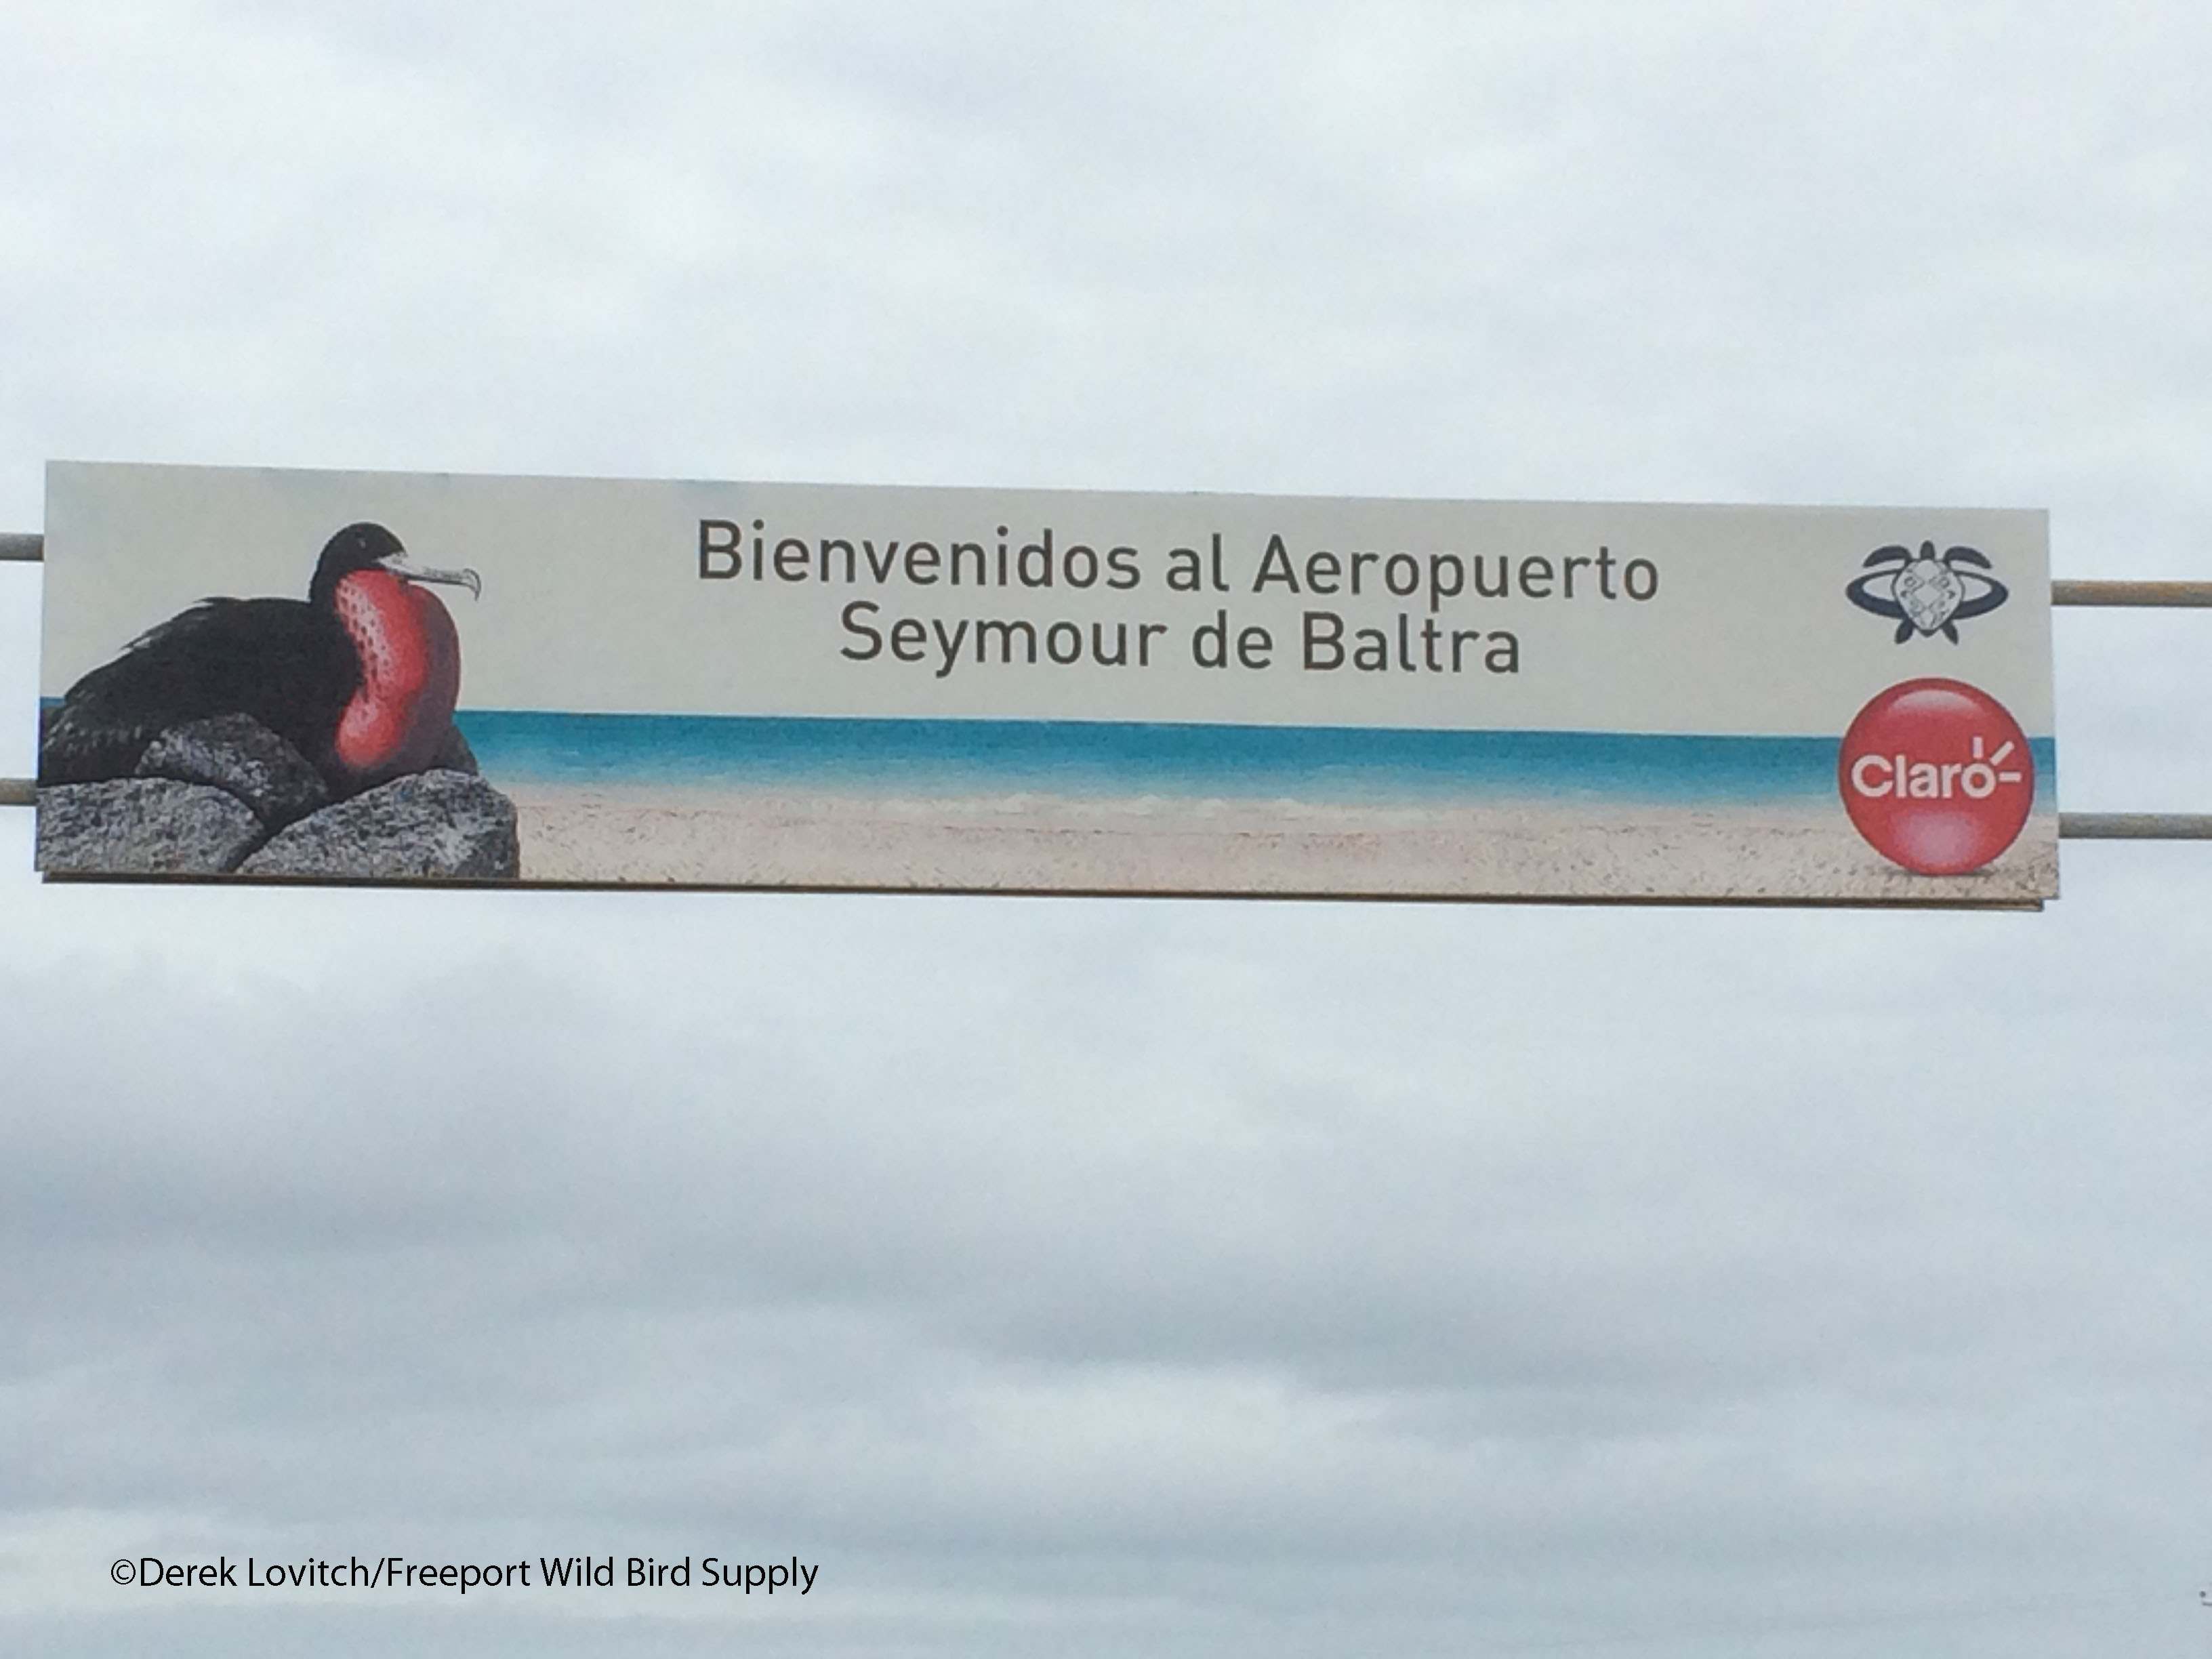 Bienvenidos al Aeropuerto
Seymour de Baltra
Claro
©Derek Lovitch/Freeport Wild Bird Supply